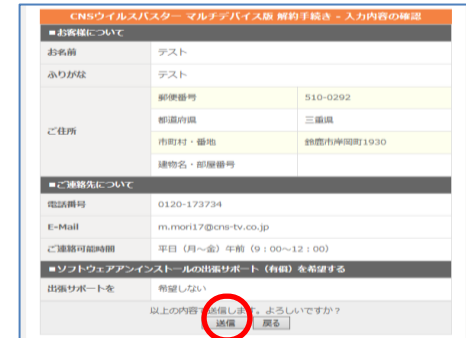 CNSウイルスバスター マルチデバイス版 解約手続き - 入力内容の確認
■お客様について
お名前 テスト
ふりがな テスト
ご住所
郵便番号 510-0292
都道府県 三重県
市町村・番地 鈴鹿市岸岡町1930
建物名・部屋番号
■ご連絡先について
電話番号 0120-173734
E-Mail m.mori17@cns-tv.co.jp
ご連絡可能時間 平日（月～金）午前（9：00～12：00）
■ソフトウェアアンインストールの出張サポート（有償）を希望する
出張サポートを 希望しない
以上の内容で送信します。よろしいですか？
送信 戻る